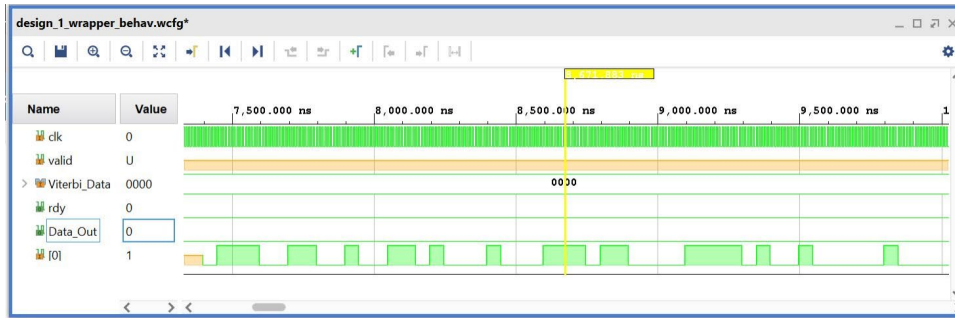 design_1_wrapper_behav.wcfg*
Name Value
7,500.000 ns 8,000.000 ns 8,500.000 ns 9,000.000 ns 9,500.000 ns 1
clk 0
valid U
Viterbi_Data 0000 0000
rdy 0
Data_Out 0
[0] 1